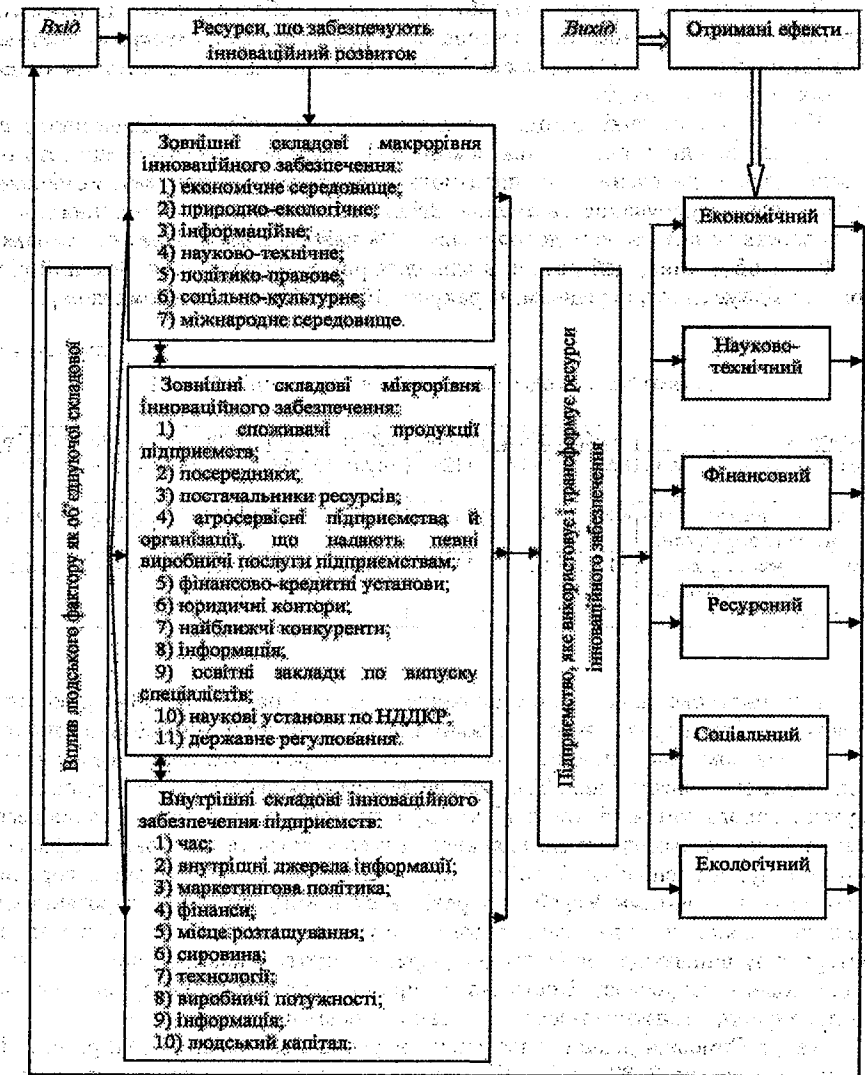 Вхід
Ресурси, що забезпечують
інноваційний розвиток
Вихід
Отримані ефекти
Вплив людського фактору як об'єднуючої складової
Зовнішні складові макрорівня
інноваційного забезпечення:
1) економічне середовище;
2) природно-екологічне;
3) інформаційне;
4) науково-технічне;
5) політико-правове;
6) соцільно-культурне;
7) міжнародне середовище.
Зовнішні складові мікрорівня
інноваційного забезпечення:
1) споживачі продукції
підприємств;
2) посередники;
3) постачальники ресурсів;
4) агросервісні підприємства й
організації, що надають певні
виробничі послуги підприємствам;
5) фінансово-кредитні установи;
6) юридичні контори;
7) найближчі конкуренти;
8) інформація;
9) освітні заклади по випуску
спеціалістів;
10) наукові установи по НДДКР;
11) державне регулювання.
Внутрішні складові інноваційного
забезпечення підприємств:
1) час;
2) внутрішні джерела інформації;
3) маркетингова політика;
4) фінанси;
5) місце розташування;
6) сировина;
7) технології;
8) виробничі потужності;
9) інформація;
10) людський капітал.
Підприємство, яке використовує і трансформує ресурси
інноваційного забезпечення
Економічний
Науково-
технічний
Фінансовий
Ресурсний
Соціальний
Екологічний